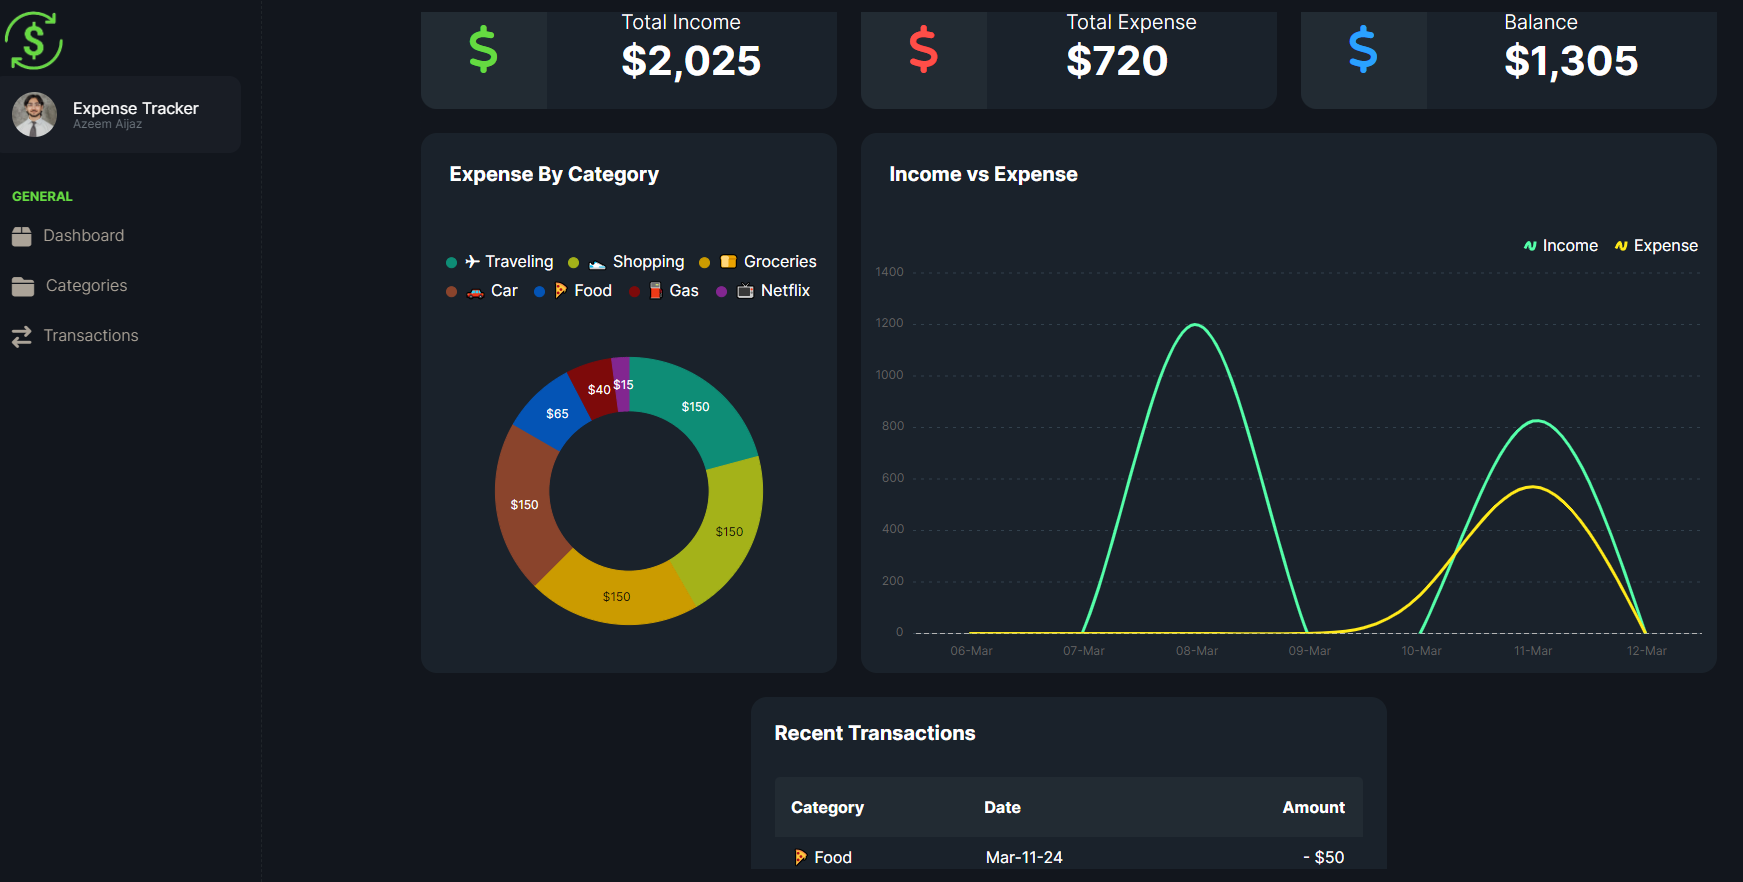 Expense Tracker
Azeem Aijaz
GENERAL
Dashboard
Categories
Transactions
Total Income
$2,025
Total Expense
$720
Balance
$1,305
Expense By Category
Traveling Shopping Groceries
Car Food Gas Netflix
$150
$150
$150
$150
$65
$40
$15
Income vs Expense
Income Expense
1400
1200
1000
800
600
400
200
0
06-Mar 07-Mar 08-Mar 09-Mar 10-Mar 11-Mar 12-Mar
Recent Transactions
Category Date Amount
Food Mar-11-24 - $50